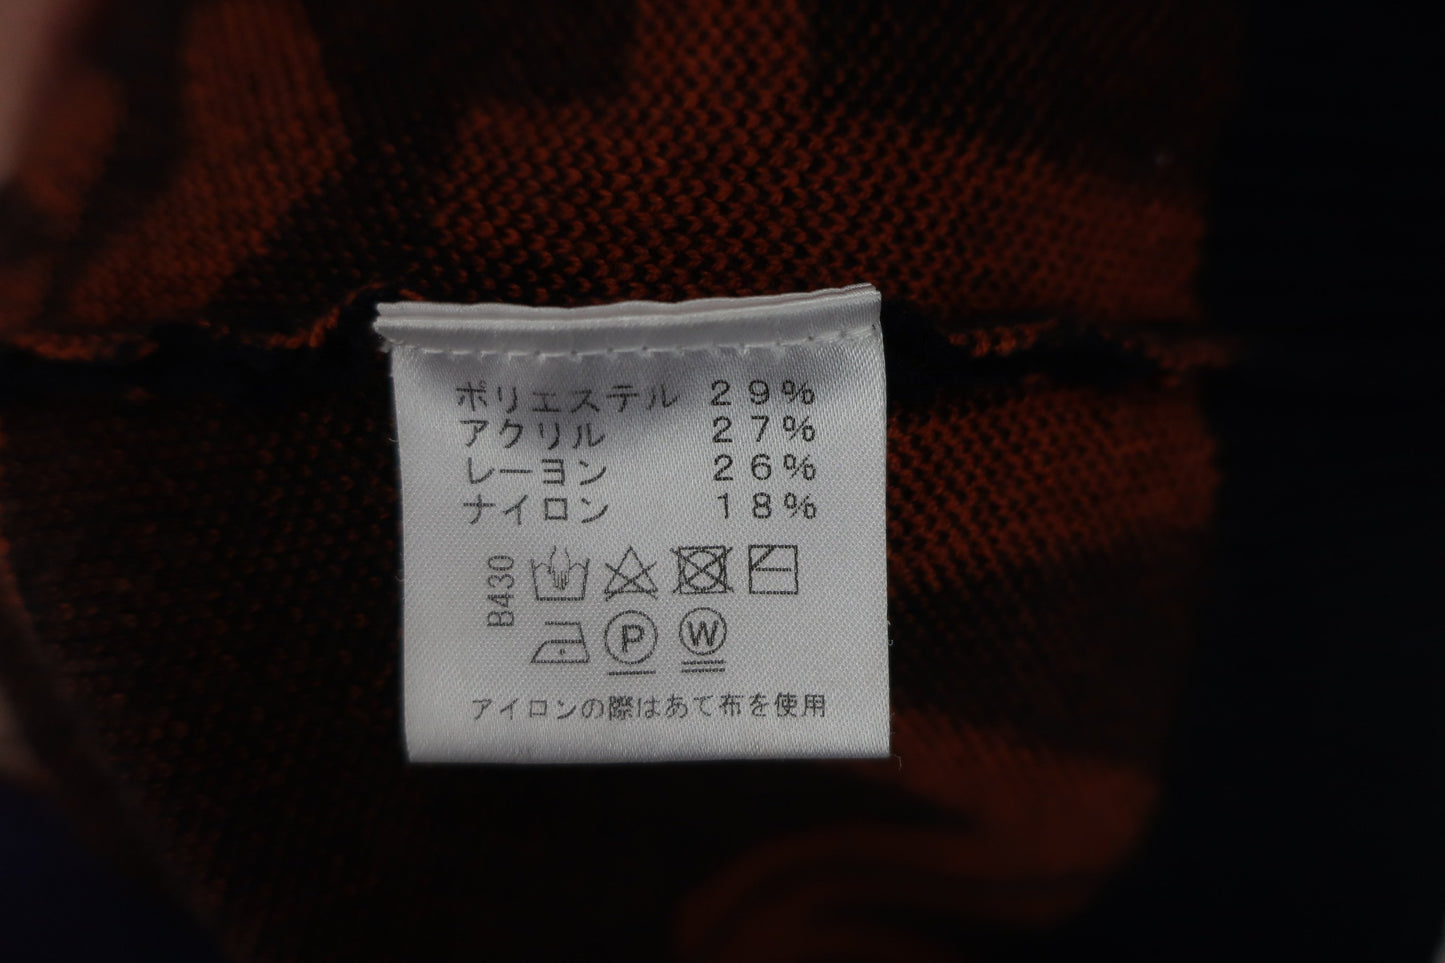 ポリエステル 29%
アクリル 27%
レーヨン 26%
ナイロン 18%
B430
P W
アイロンの際はあて布を使用